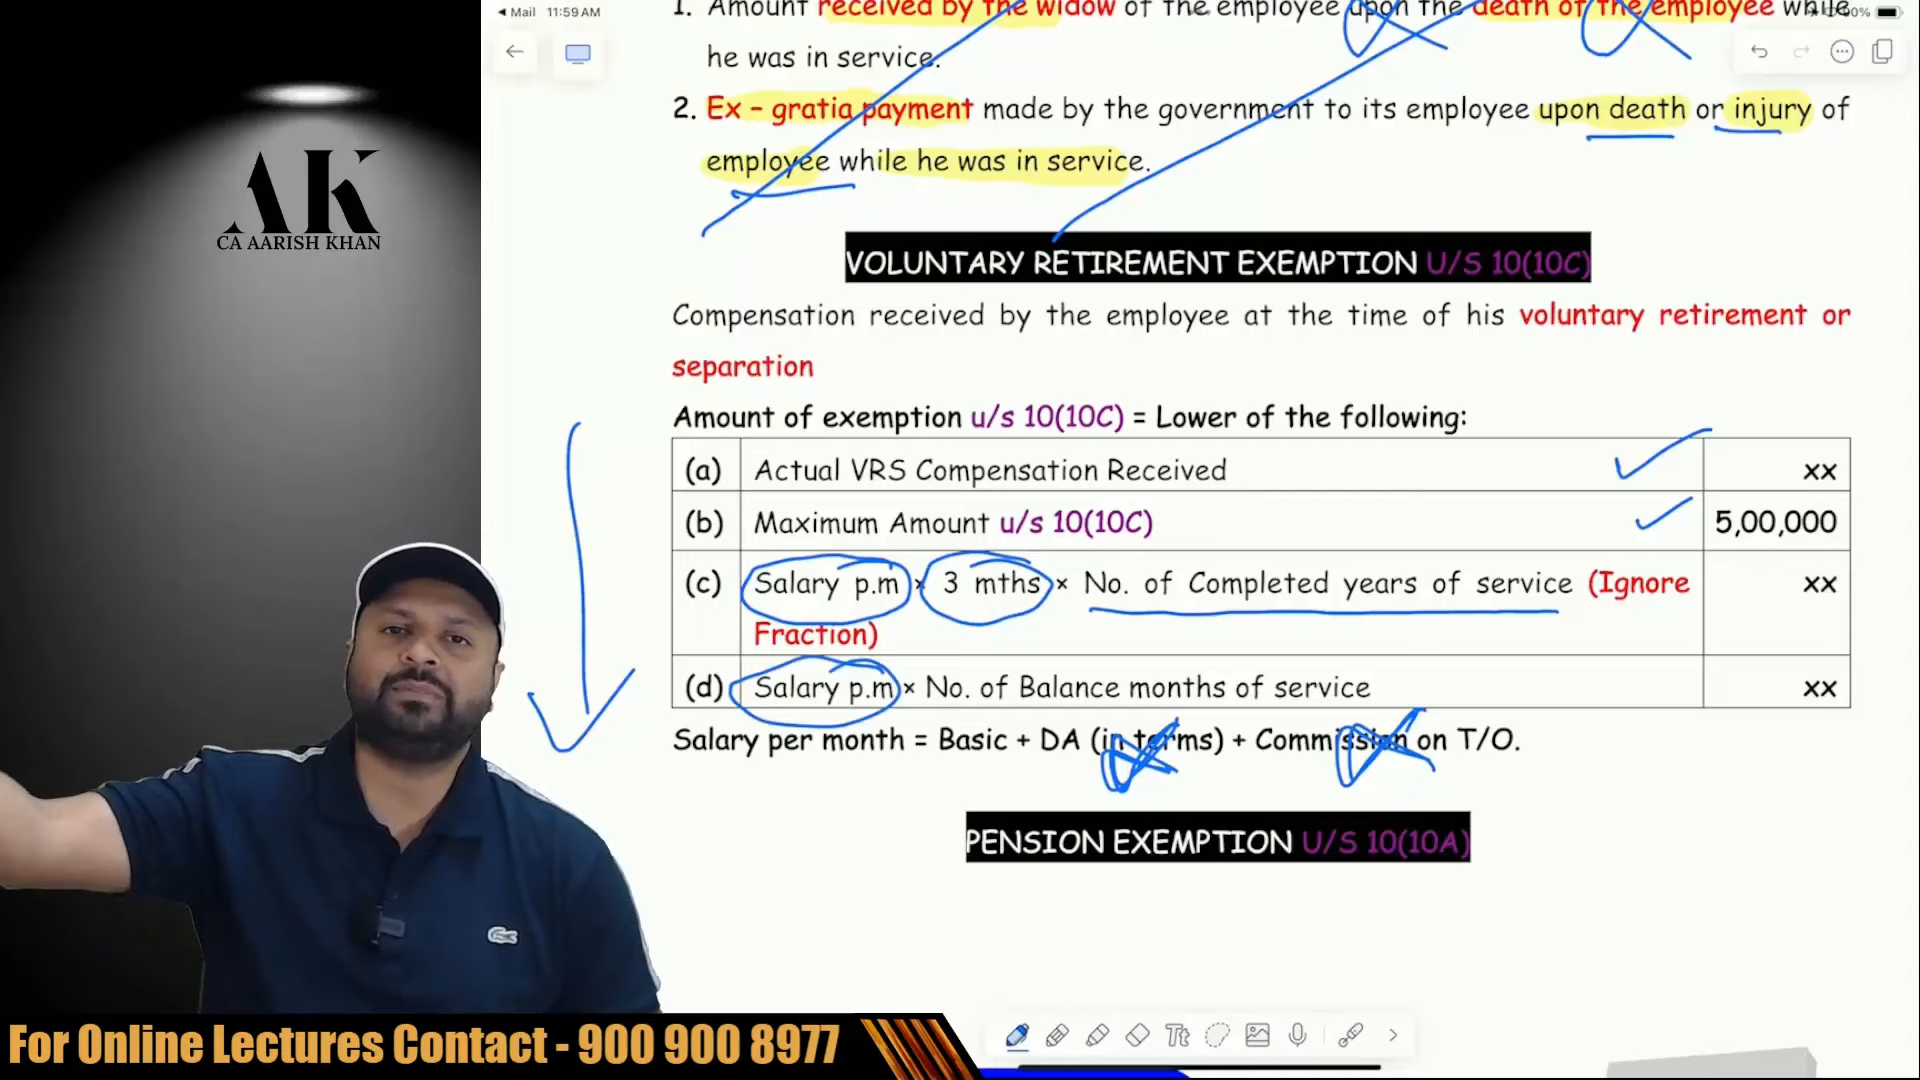 Mail 11:59 AM
90%
1. Amount received by the widow of the employee upon the death of the employee while
he was in service.
2. Ex – gratia payment made by the government to its employee upon death or injury of
employee while he was in service.
AK
CA AARISH KHAN
VOLUNTARY RETIREMENT EXEMPTION U/S 10(10C)
Compensation received by the employee at the time of his voluntary retirement or
separation
Amount of exemption u/s 10(10C) = Lower of the following:
(a) Actual VRS Compensation Received xx
(b) Maximum Amount u/s 10(10C) 5,00,000
(c) Salary p.m × 3 mths × No. of Completed years of service (Ignore xx
Fraction)
(d) Salary p.m × No. of Balance months of service xx
Salary per month = Basic + DA (in terms) + Commission on T/O.
PENSION EXEMPTION U/S 10(10A)
Tt
For Online Lectures Contact - 900 900 8977